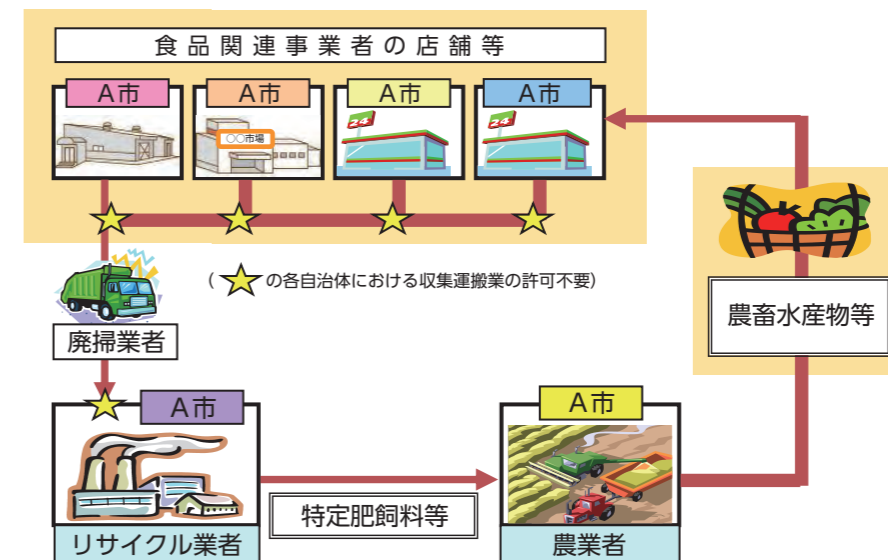 食品関連事業者の店舗等
A市
A市
A市
A市
○○市場
24
24
(☆の各自治体における収集運搬業の許可不要)
廃掃業者
農畜水産物等
A市
A市
特定肥飼料等
リサイクル業者
農業者